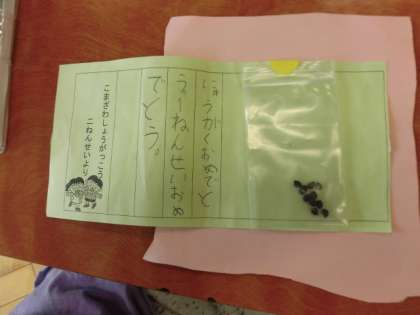 にゅうがくおめでと
う。一ねんせいおめ
でとう。
こまざわしょうがっこう
二ねんせいより